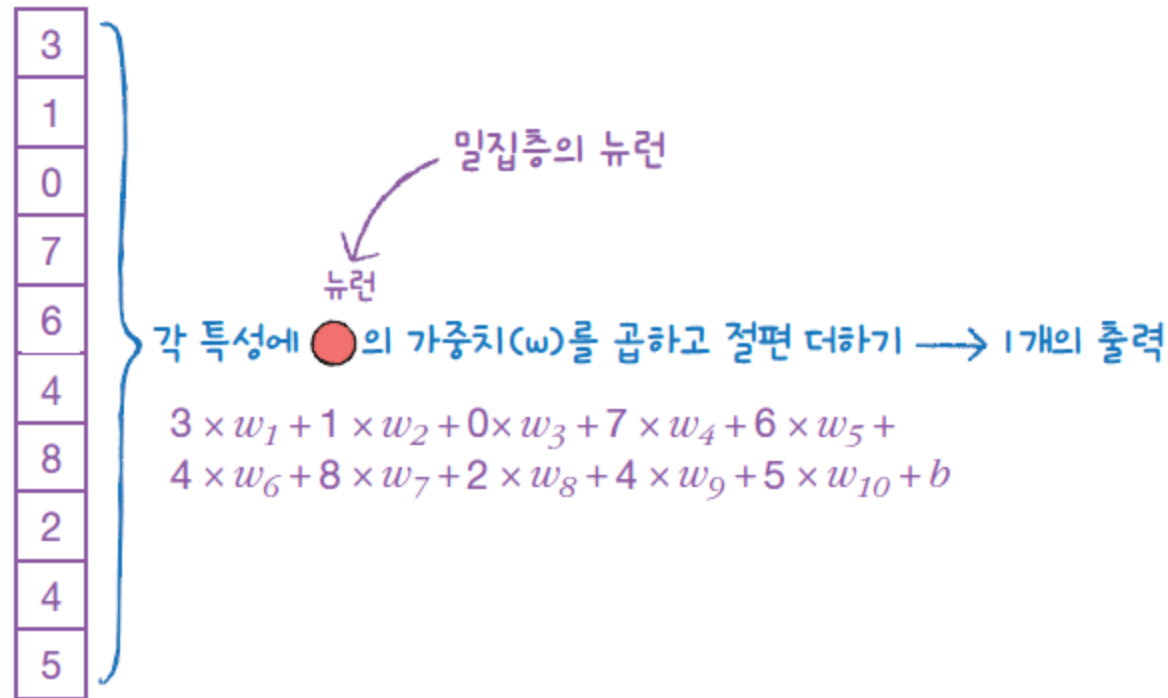 3
1
0
7
6
4
8
2
4
5
밀집층의 뉴런
뉴런
각 특성에 의 가중치(w)를 곱하고 절편 더하기 → 1개의 출력
3 × w₁ + 1 × w₂ + 0 × w₃ + 7 × w₄ + 6 × w₅ +
4 × w₆ + 8 × w₇ + 2 × w₈ + 4 × w₉ + 5 × w₁₀ + b